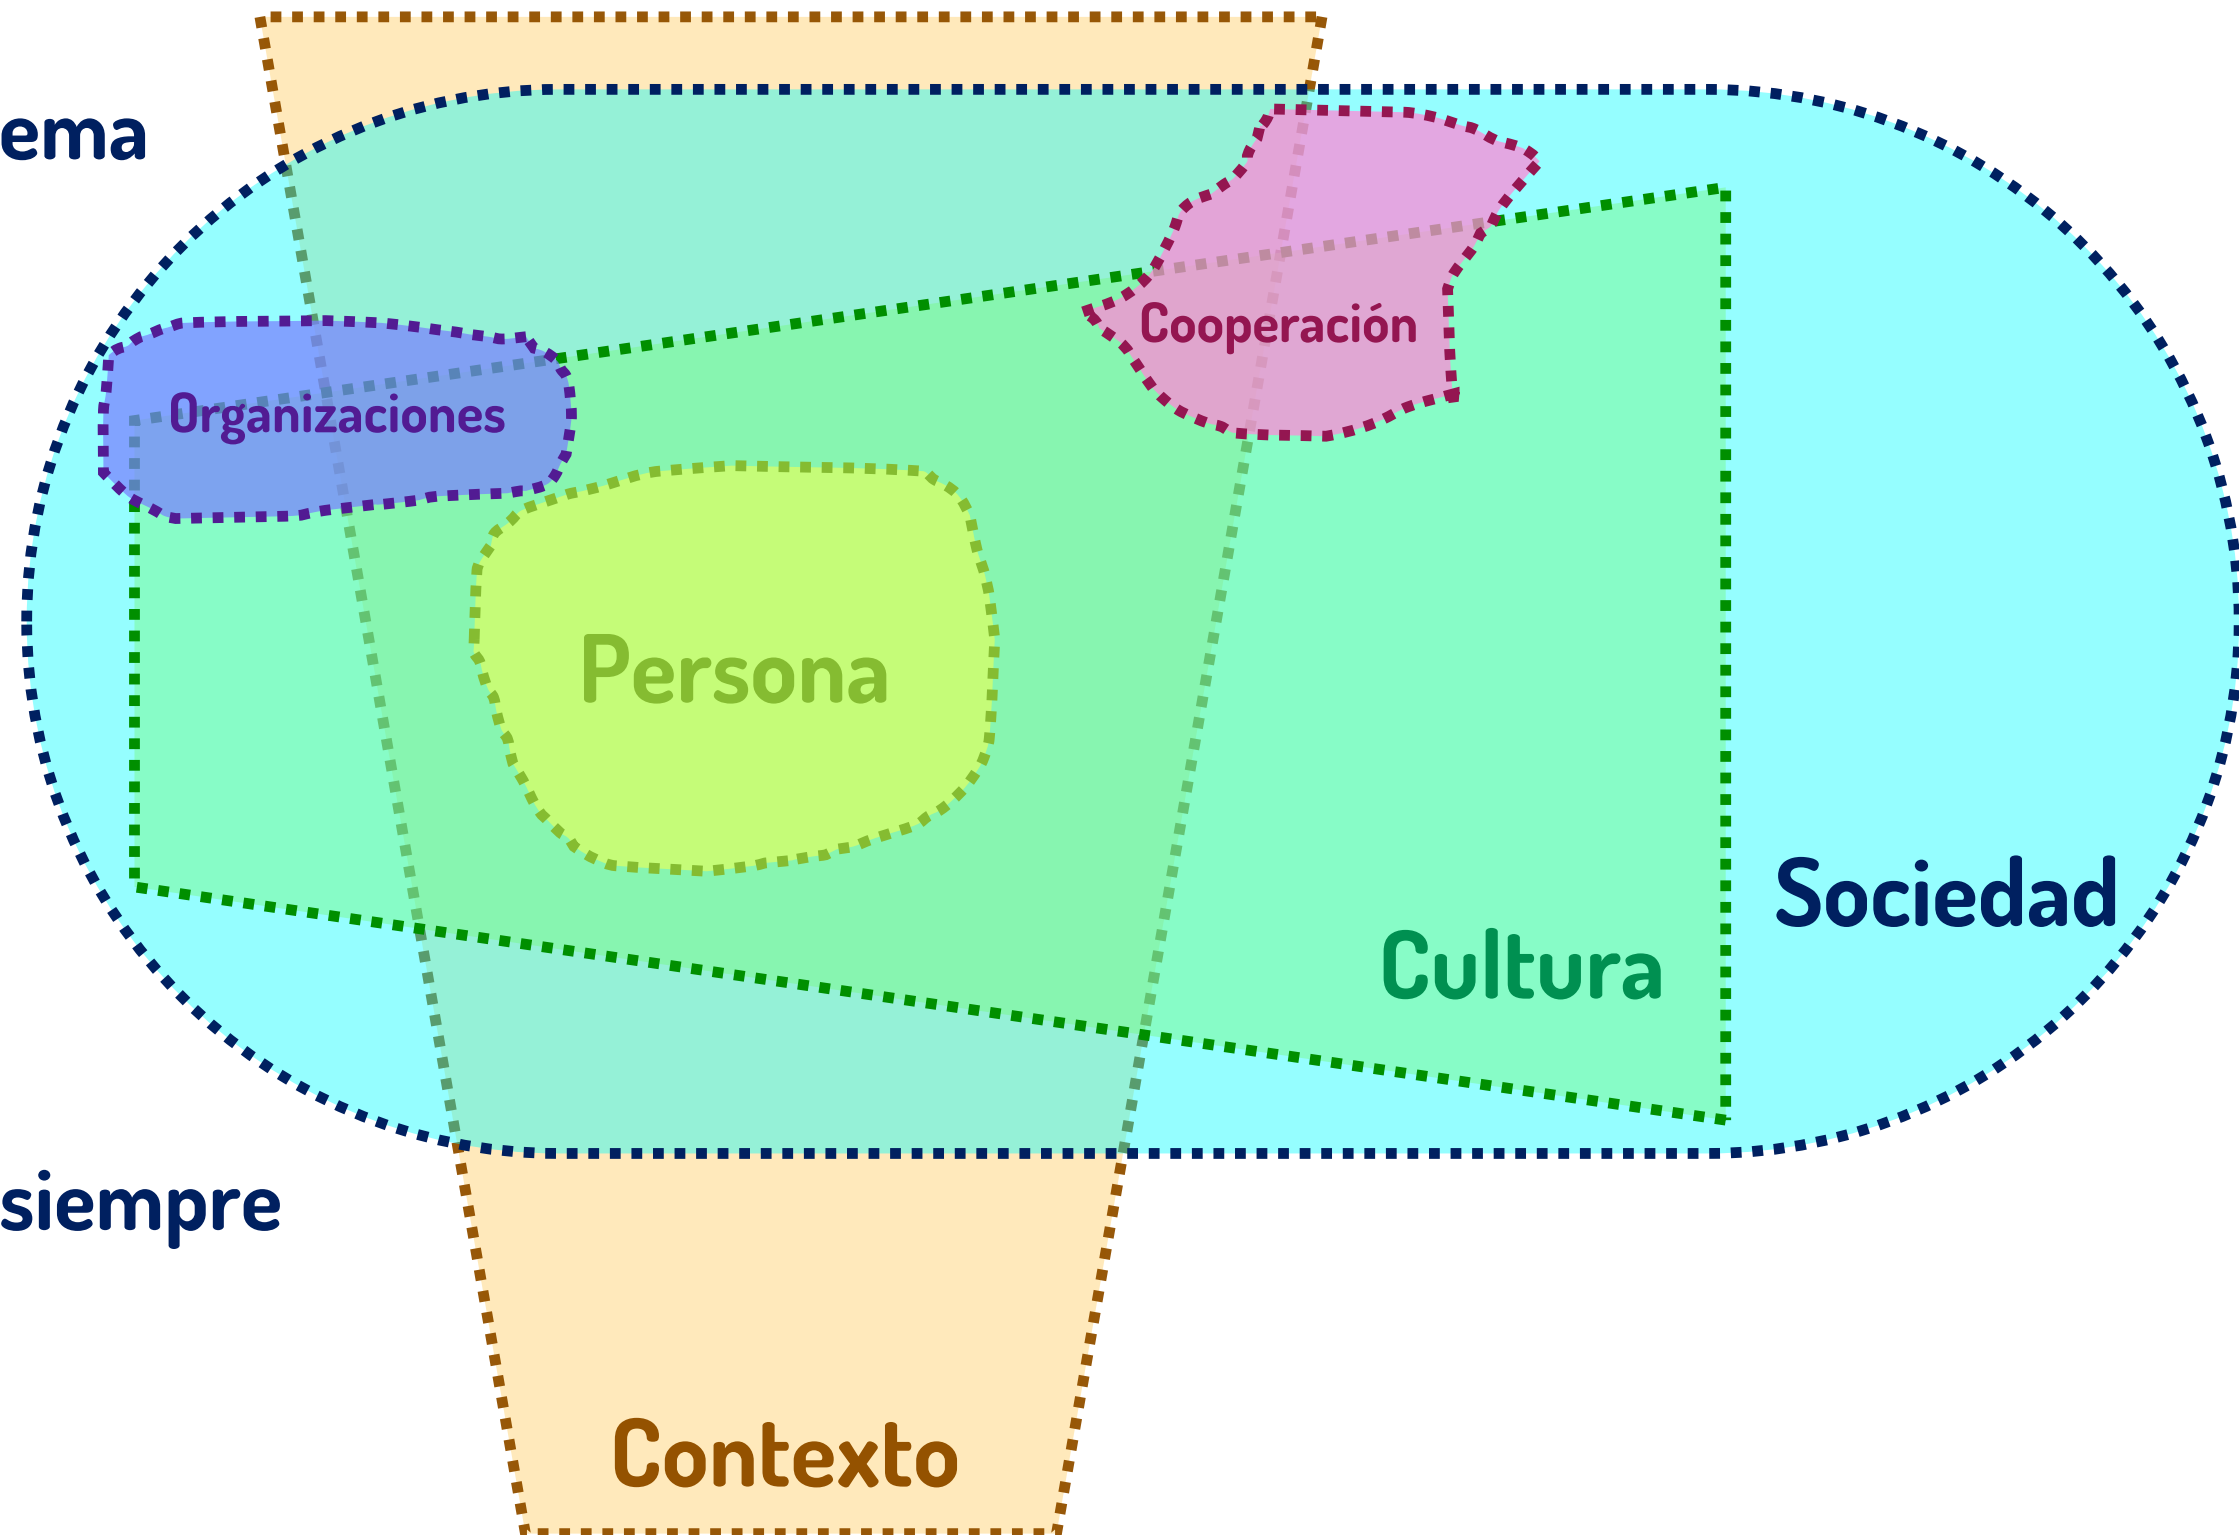 ema
Cooperación
Organizaciones
Persona
Sociedad
Cultura
siempre
Contexto